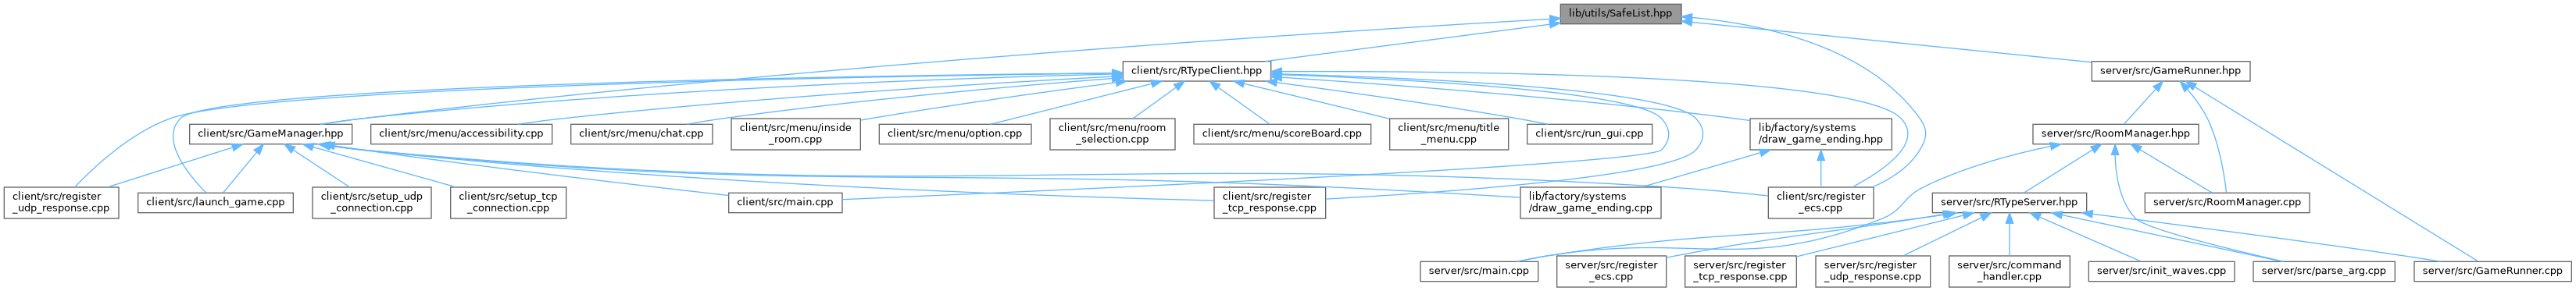 lib/utils/SafeList.hpp
client/src/RTypeClient.hpp
server/src/GameRunner.hpp
client/src/GameManager.hpp
client/src/menu/accessibility.cpp
client/src/menu/chat.cpp
client/src/menu/inside
_room.cpp
client/src/menu/option.cpp
client/src/menu/room
_selection.cpp
client/src/menu/scoreBoard.cpp
client/src/menu/title
_menu.cpp
client/src/run_gui.cpp
lib/factory/systems
/draw_game_ending.hpp
server/src/RoomManager.hpp
client/src/register
_udp_response.cpp
client/src/launch_game.cpp
client/src/setup_udp
_connection.cpp
client/src/setup_tcp
_connection.cpp
client/src/main.cpp
client/src/register
_tcp_response.cpp
lib/factory/systems
/draw_game_ending.cpp
client/src/register
_ecs.cpp
server/src/RTypeServer.hpp
server/src/RoomManager.cpp
server/src/main.cpp
server/src/register
_ecs.cpp
server/src/register
_tcp_response.cpp
server/src/register
_udp_response.cpp
server/src/command
_handler.cpp
server/src/init_waves.cpp
server/src/parse_arg.cpp
server/src/GameRunner.cpp